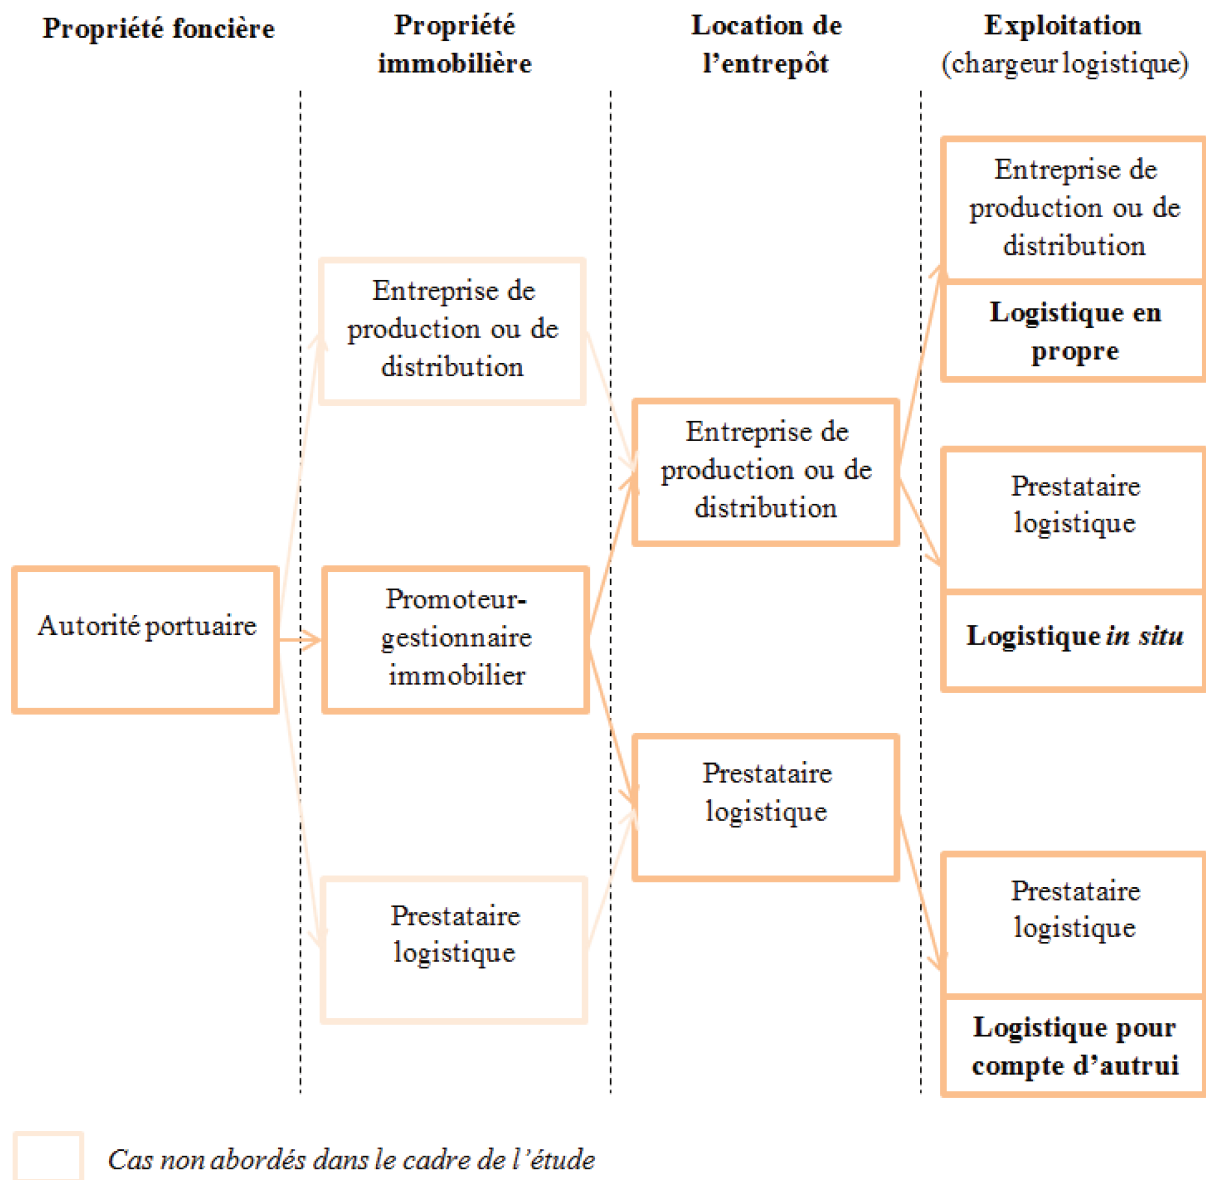 Propriété foncière
Propriété
immobilière
Location de
l’entrepôt
Exploitation
(chargeur logistique)
Entreprise de
production ou de
distribution
Logistique en
propre
Entreprise de
production ou de
distribution
Entreprise de
production ou de
distribution
Prestataire
logistique
Logistique in situ
Autorité portuaire
Promoteur-
gestionnaire
immobilier
Prestataire
logistique
Prestataire
logistique
Prestataire
logistique
Logistique pour
compte d’autrui
Cas non abordés dans le cadre de l’étude